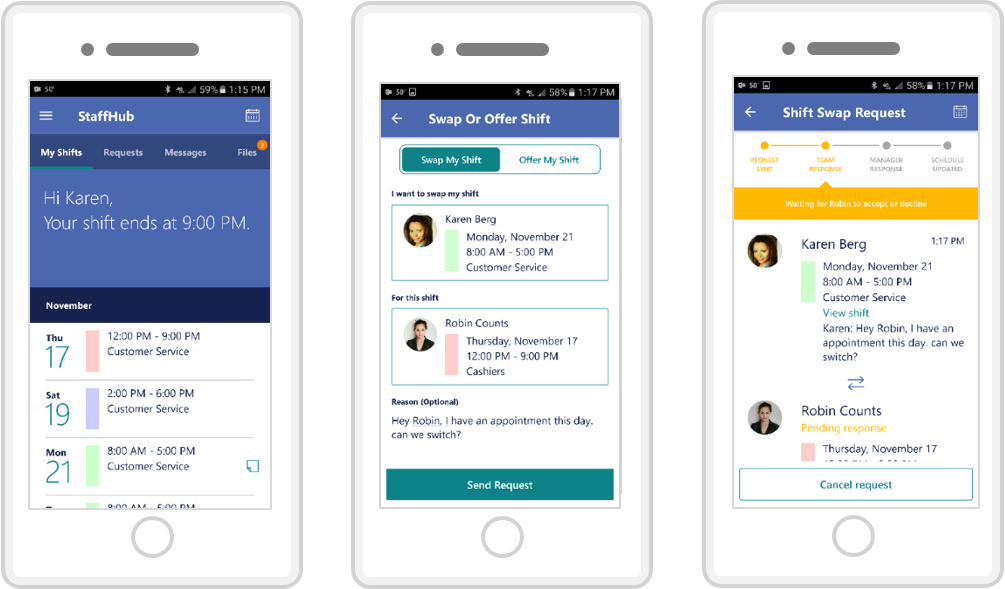 50°
59% 1:15 PM
StaffHub
My Shifts Requests Messages Files 2
Hi Karen,
Your shift ends at 9:00 PM.
November
Thu
17
12:00 PM - 9:00 PM
Customer Service
Sat
19
2:00 PM - 6:00 PM
Customer Service
Mon
21
8:00 AM - 5:00 PM
Customer Service
8:00 AM - 5:00 PM
50° 58% 1:17 PM
Swap Or Offer Shift
Swap My Shift Offer My Shift
I want to swap my shift
Karen Berg
Monday, November 21
8:00 AM - 5:00 PM
Customer Service
For this shift
Robin Counts
Thursday, November 17
12:00 PM - 9:00 PM
Cashiers
Reason (Optional)
Hey Robin, I have an appointment this day.
can we switch?
Send Request
50° 58% 1:17 PM
Shift Swap Request
REQUEST SENT
TEAM RESPONSE
MANAGER RESPONSE
SCHEDULE UPDATED
Waiting for Robin to accept or decline
Karen Berg 1:17 PM
Monday, November 21
8:00 AM - 5:00 PM
Customer Service
View shift
Karen: Hey Robin, I have an
appointment this day. can we
switch?
Robin Counts
Pending response
Thursday, November 17
Cancel request